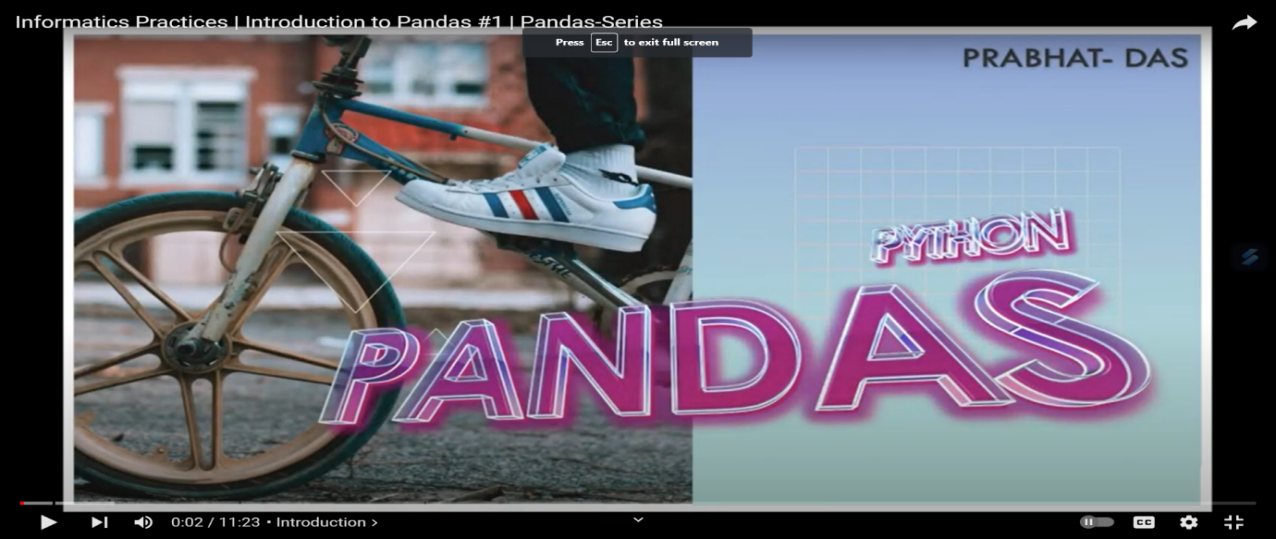 Informatics Practices | Introduction to Pandas #1 | Pandas-Series
Press Esc to exit full screen
PRABHAT- DAS
PYTHON
PANDAS
0:02 / 11:23 • Introduction >
CC